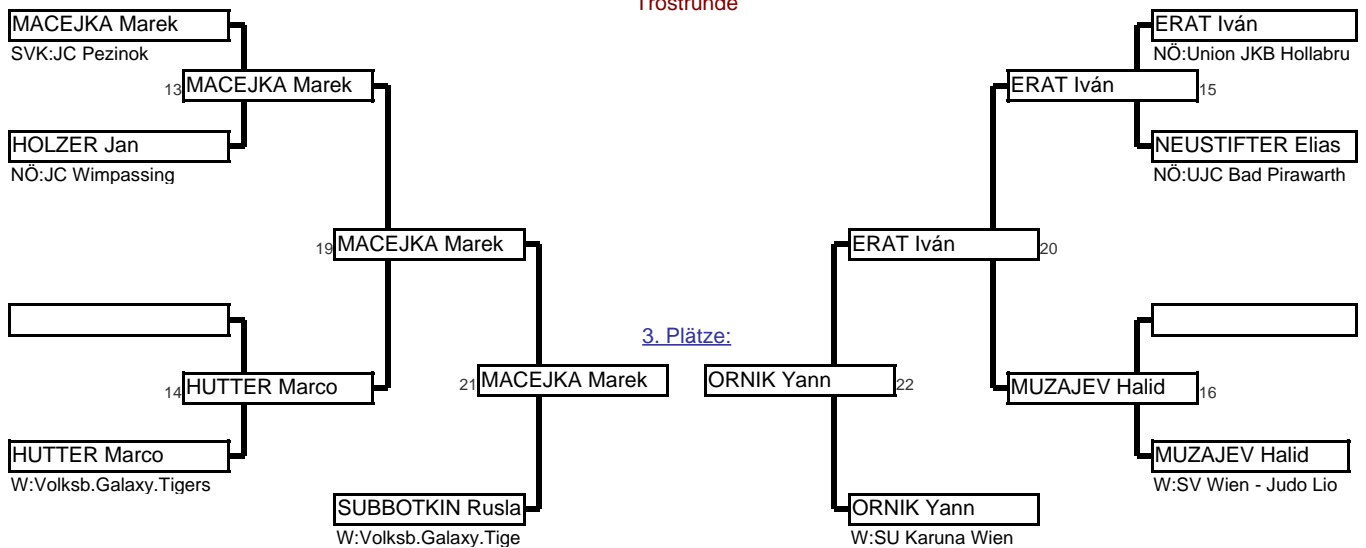 Trostrunde
MACEJKA Marek
SVK:JC Pezinok
13 MACEJKA Marek
HOLZER Jan
NÖ:JC Wimpassing
19 MACEJKA Marek
14 HUTTER Marco
HUTTER Marco
W:Volksb.Galaxy.Tigers
21 MACEJKA Marek
SUBBOTKIN Rusla
W:Volksb.Galaxy.Tige
3. Plätze:
ERAT Iván
NÖ:Union JKB Hollabru
ERAT Iván 15
NEUSTIFTER Elias
NÖ:UJC Bad Pirawarth
ERAT Iván 20
ORNIK Yann 22
MUZAJEV Halid 16
MUZAJEV Halid
W:SV Wien - Judo Lio
ORNIK Yann
W:SU Karuna Wien